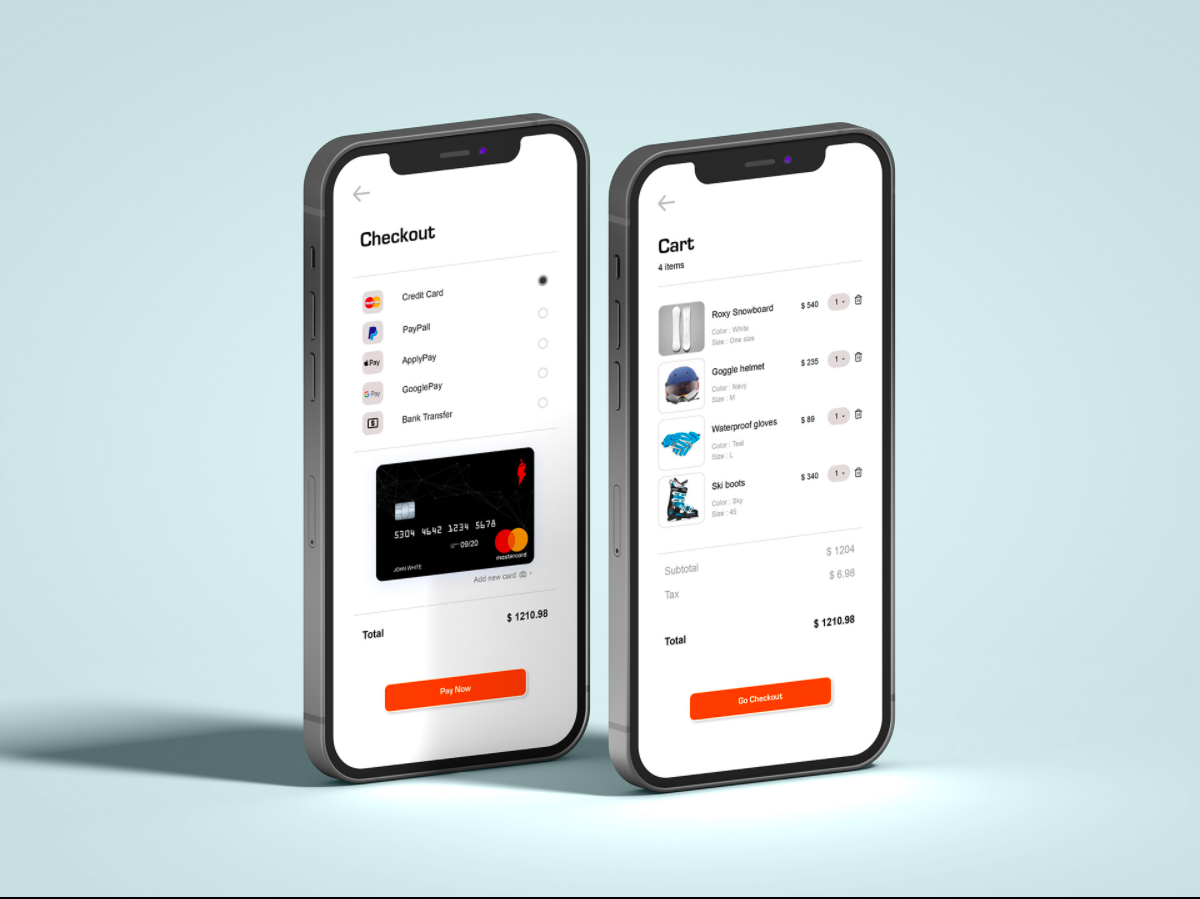 Checkout
Credit Card
PayPall
Pay
ApplyPay
G Pay
GooglePay
Bank Transfer
5304 4642 1234 5678
09/20
JOHN WHITE
mastercard
Add new card
Total
$ 1210.98
Pay Now
Cart
4 items
Roxy Snowboard
$ 540
1
Color : White
Size : One size
Goggle helmet
$ 235
1
Color : Navy
Size : M
Waterproof gloves
$ 89
1
Color : Teal
Size : L
Ski boots
$ 340
1
Color : Sky
Size : 45
Subtotal
$ 1204
Tax
$ 6.98
Total
$ 1210.98
Go Checkout